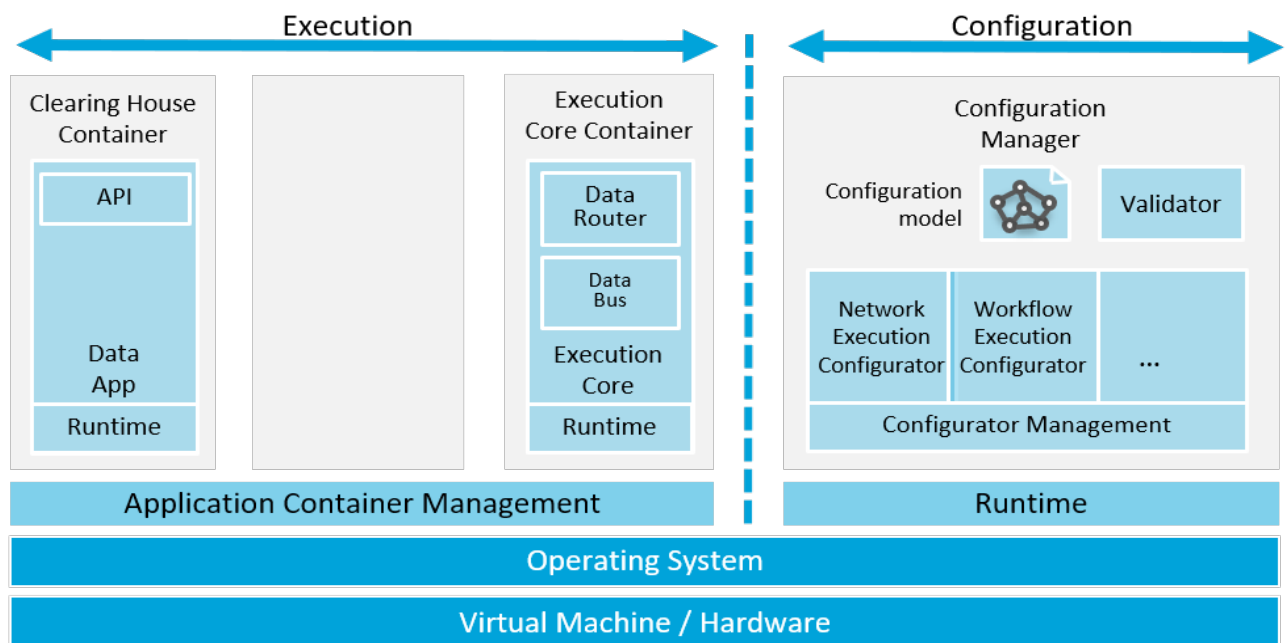 Execution
Configuration
Clearing House
Container
API
Data
App
Runtime
Execution
Core Container
Data
Router
Data
Bus
Execution
Core
Runtime
Configuration
Manager
Configuration
model
Validator
Network
Execution
Configurator
Workflow
Execution
Configurator
...
Configurator Management
Application Container Management
Runtime
Operating System
Virtual Machine / Hardware